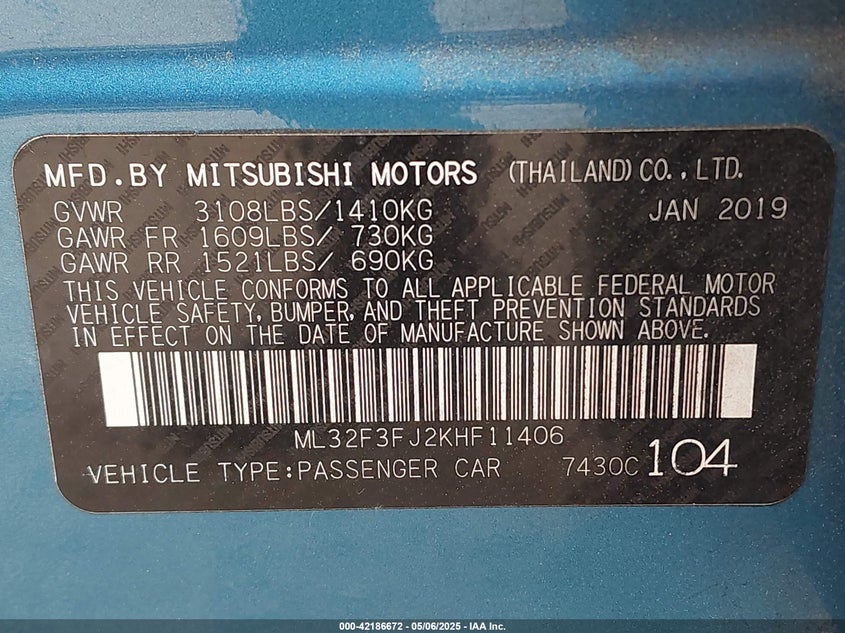 MFD.BY MITSUBISHI MOTORS (THAILAND) CO., LTD.
GVWR 3108LBS/1410KG JAN 2019
GAWR FR 1609LBS/ 730KG
GAWR RR 1521LBS/ 690KG
THIS VEHICLE CONFORMS TO ALL APPLICABLE FEDERAL MOTOR
VEHICLE SAFETY, BUMPER, AND THEFT PREVENTION STANDARDS
IN EFFECT ON THE DATE OF MANUFACTURE SHOWN ABOVE.
ML32F3FJ2KHF11406
VEHICLE TYPE:PASSENGER CAR 7430C 104
000-42186672 - 05/06/2025 - IAA Inc.